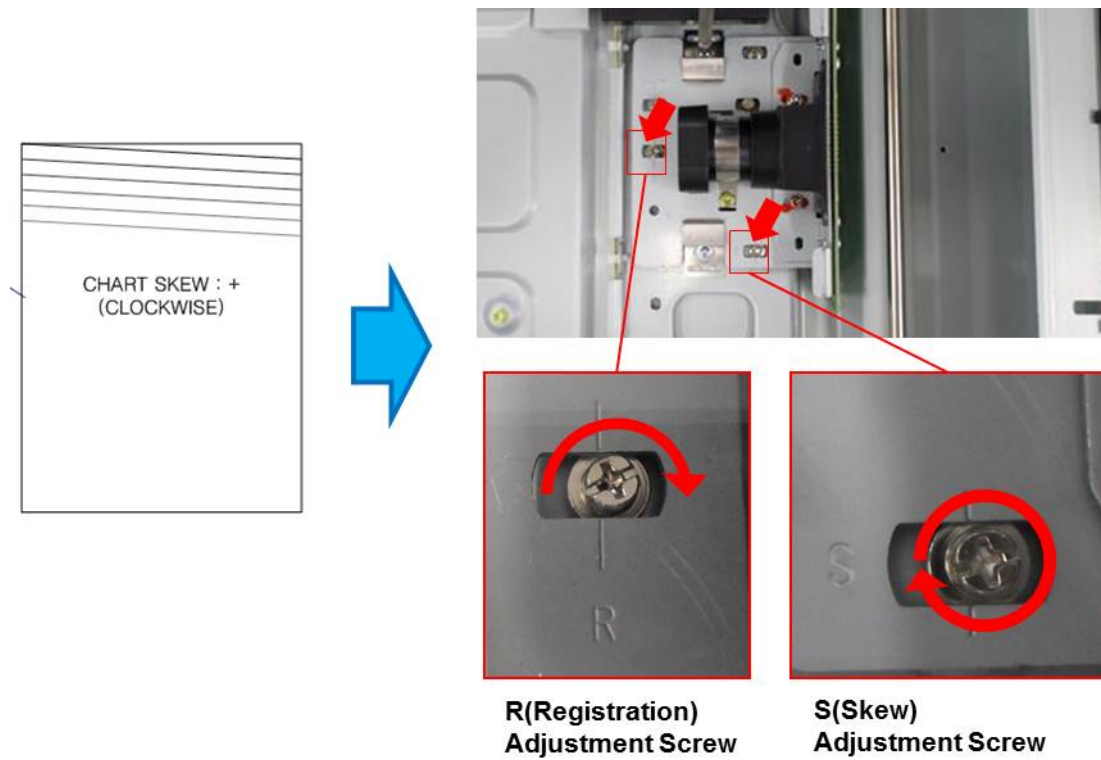 CHART SKEW : +
(CLOCKWISE)
R
S
R(Registration)
Adjustment Screw
S(Skew)
Adjustment Screw